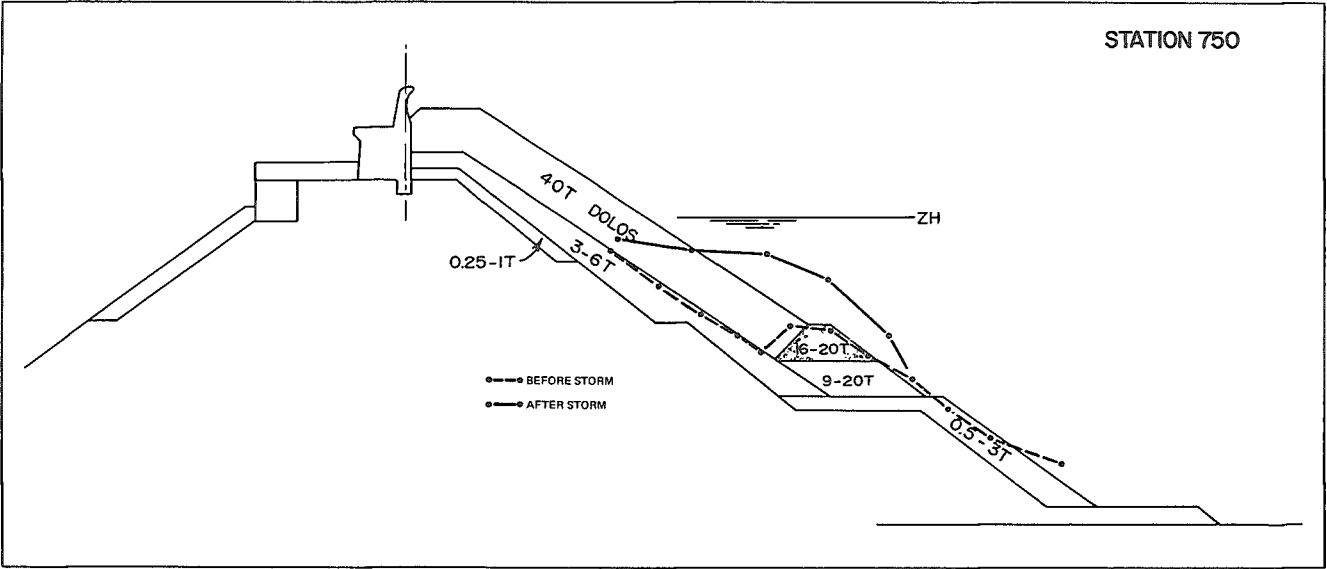 STATION 750
40T DOLOS
ZH
0.25-1T
3-6T
16-20T
9-20T
BEFORE STORM
AFTER STORM
0.5-3T